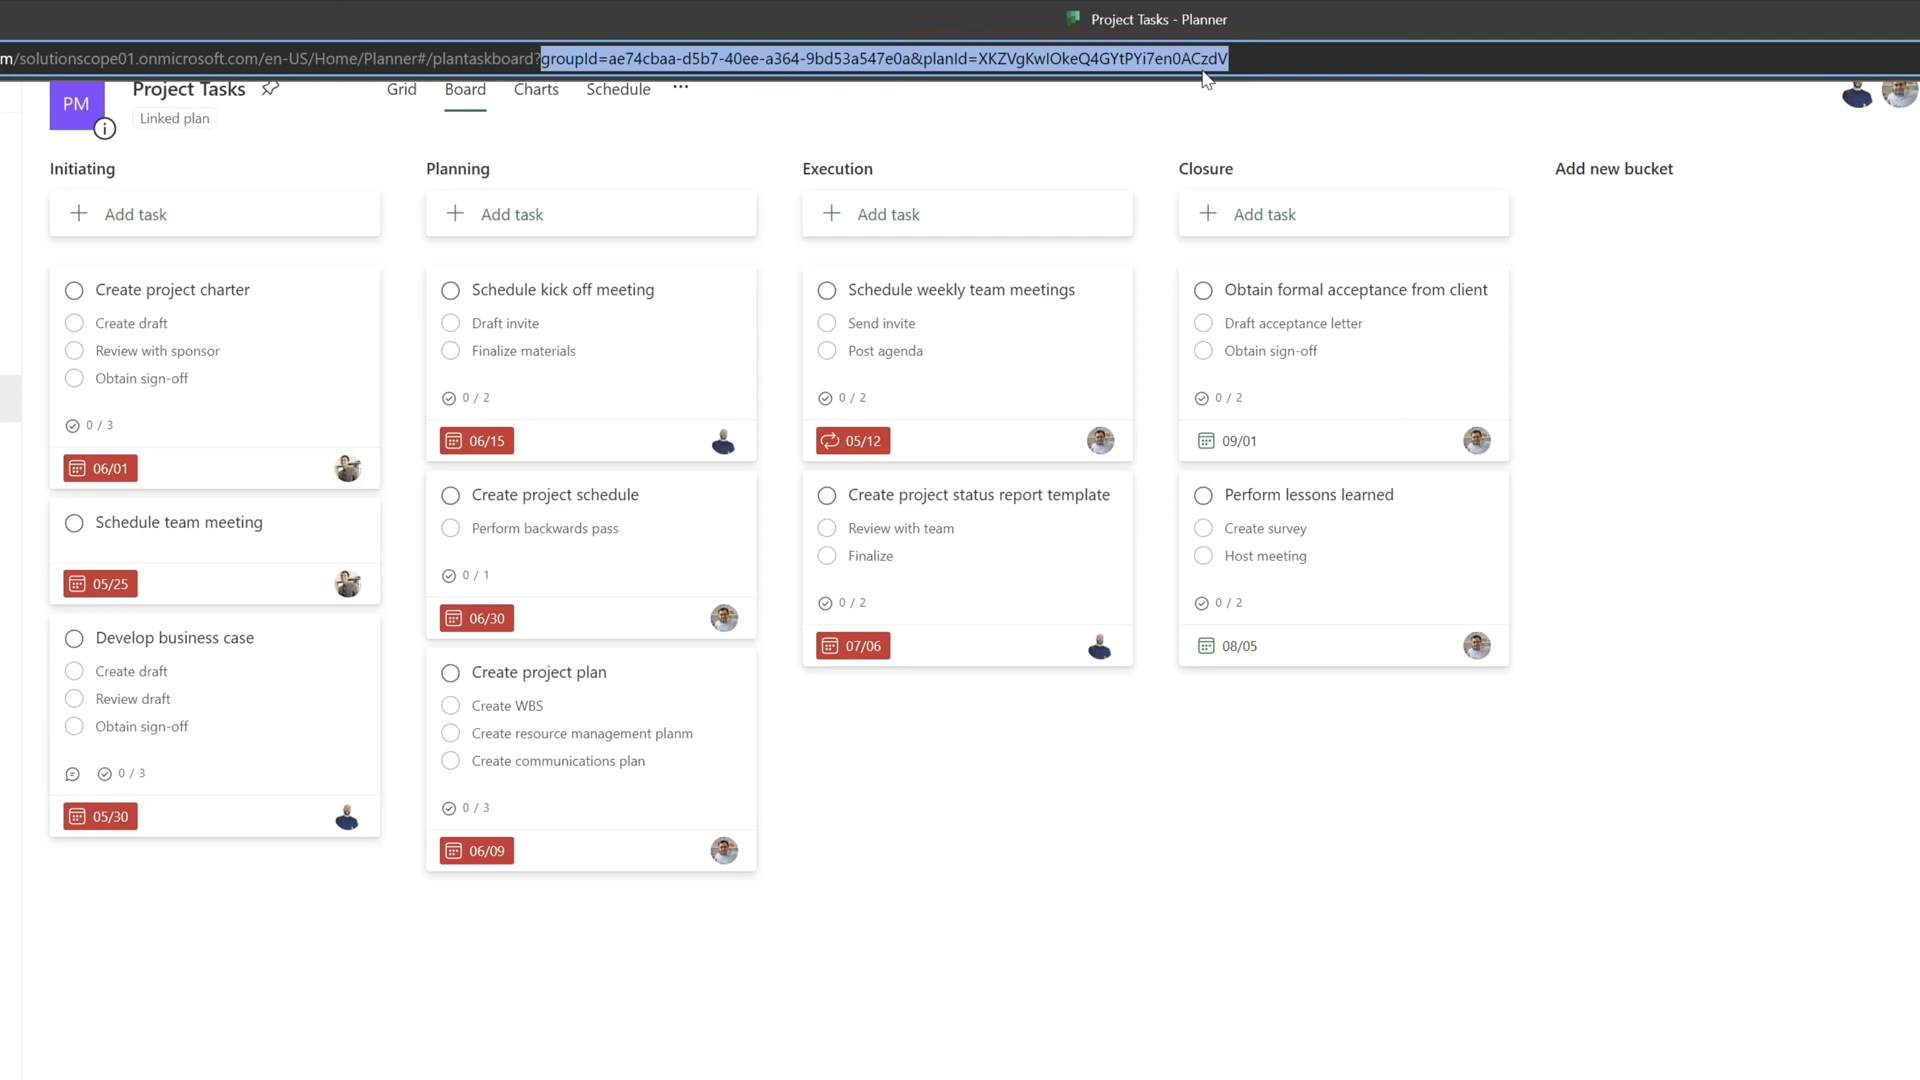 Project Tasks - Planner
m/solutionscope01.onmicrosoft.com/en-US/Home/Planner#/plantaskboard?groupId=ae74cbaa-d5b7-40ee-a364-9bd53a547e0a&planId=XKZVgKwIOkeQ4GYtPYi7en0ACzdV
PM
Project Tasks
Linked plan
Grid
Board
Charts
Schedule
Initiating
Add task
Create project charter
Create draft
Review with sponsor
Obtain sign-off
0 / 3
06/01
Schedule team meeting
05/25
Develop business case
Create draft
Review draft
Obtain sign-off
0 / 3
05/30
Planning
Add task
Schedule kick off meeting
Draft invite
Finalize materials
0 / 2
06/15
Create project schedule
Perform backwards pass
0 / 1
06/30
Create project plan
Create WBS
Create resource management planm
Create communications plan
0 / 3
06/09
Execution
Add task
Schedule weekly team meetings
Send invite
Post agenda
0 / 2
05/12
Create project status report template
Review with team
Finalize
0 / 2
07/06
Closure
Add task
Obtain formal acceptance from client
Draft acceptance letter
Obtain sign-off
0 / 2
09/01
Perform lessons learned
Create survey
Host meeting
0 / 2
08/05
Add new bucket